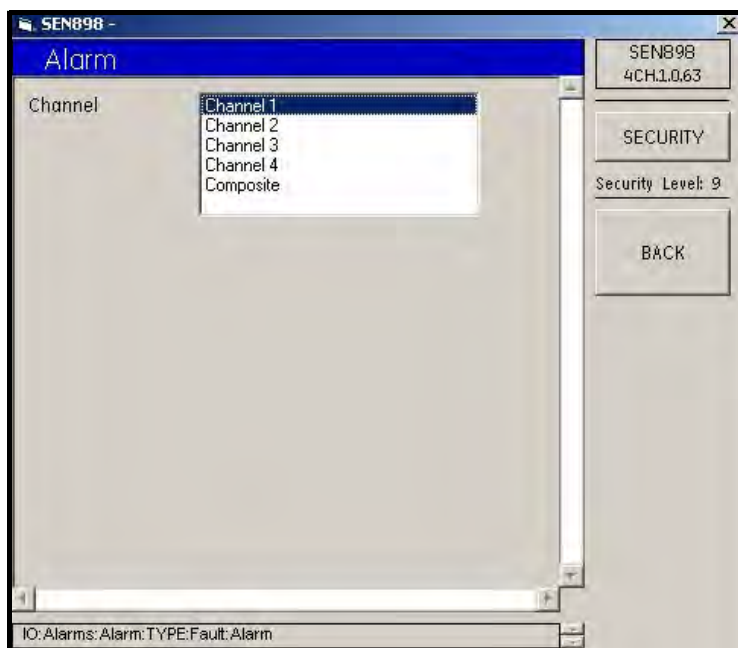 SEN898 -
Alarm
Channel
Channel 1
Channel 2
Channel 3
Channel 4
Composite
SEN898
4CH.1.0.63
SECURITY
Security Level: 9
BACK
IO:Alarms:Alarm:TYPE:Fault:Alarm